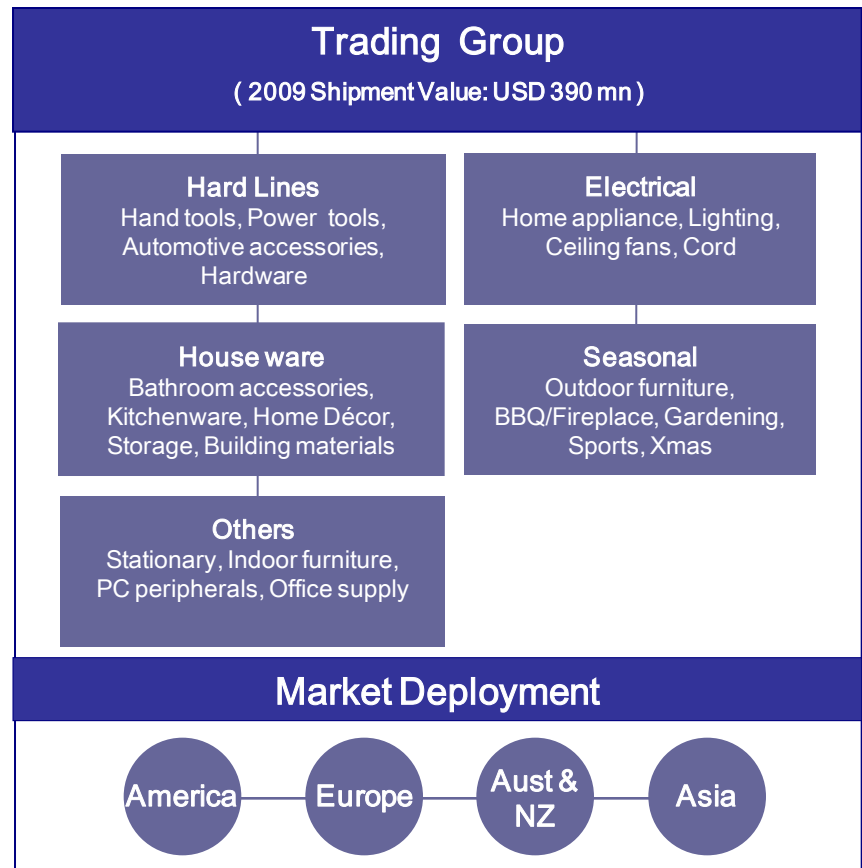 Trading Group
( 2009 Shipment Value: USD 390 mn )
Hard Lines
Hand tools, Power tools,
Automotive accessories,
Hardware
Electrical
Home appliance, Lighting,
Ceiling fans, Cord
House ware
Bathroom accessories,
Kitchenware, Home Décor,
Storage, Building materials
Seasonal
Outdoor furniture,
BBQ/Fireplace, Gardening,
Sports, Xmas
Others
Stationary, Indoor furniture,
PC peripherals, Office supply
Market Deployment
America
Europe
Aust &
NZ
Asia